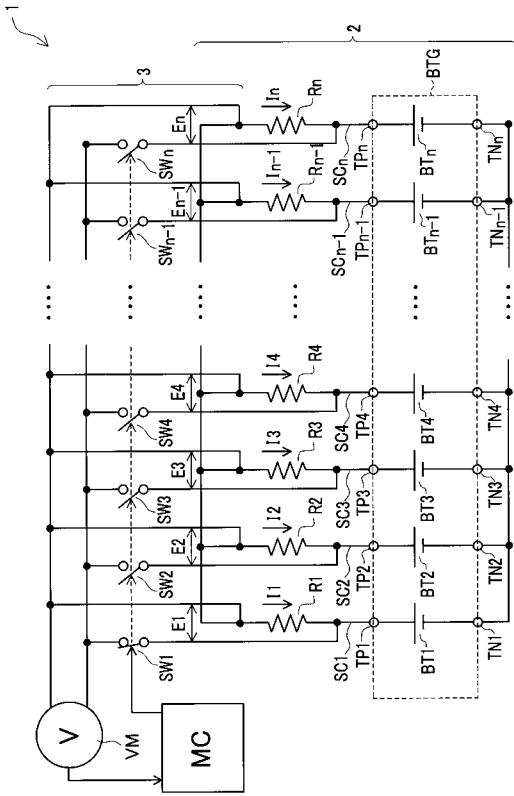 1
3
2
SW1
SW2
SW3
SW4
SWn-1
SWn
E1
E2
E3
E4
En-1
En
V
VM
MC
I1
I2
I3
I4
In-1
In
R1
R2
R3
R4
Rn-1
Rn
SC1
SC2
SC3
SC4
SCn-1
SCn
TP1
TP2
TP3
TP4
TPn-1
TPn
BTG
BT1
BT2
BT3
BT4
BTn-1
BTn
TN1
TN2
TN3
TN4
TNn-1
TNn